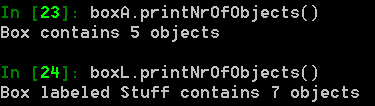 In [23]: boxA.printNrOfObjects()
Box contains 5 objects
In [24]: boxL.printNrOfObjects()
Box labeled Stuff contains 7 objects